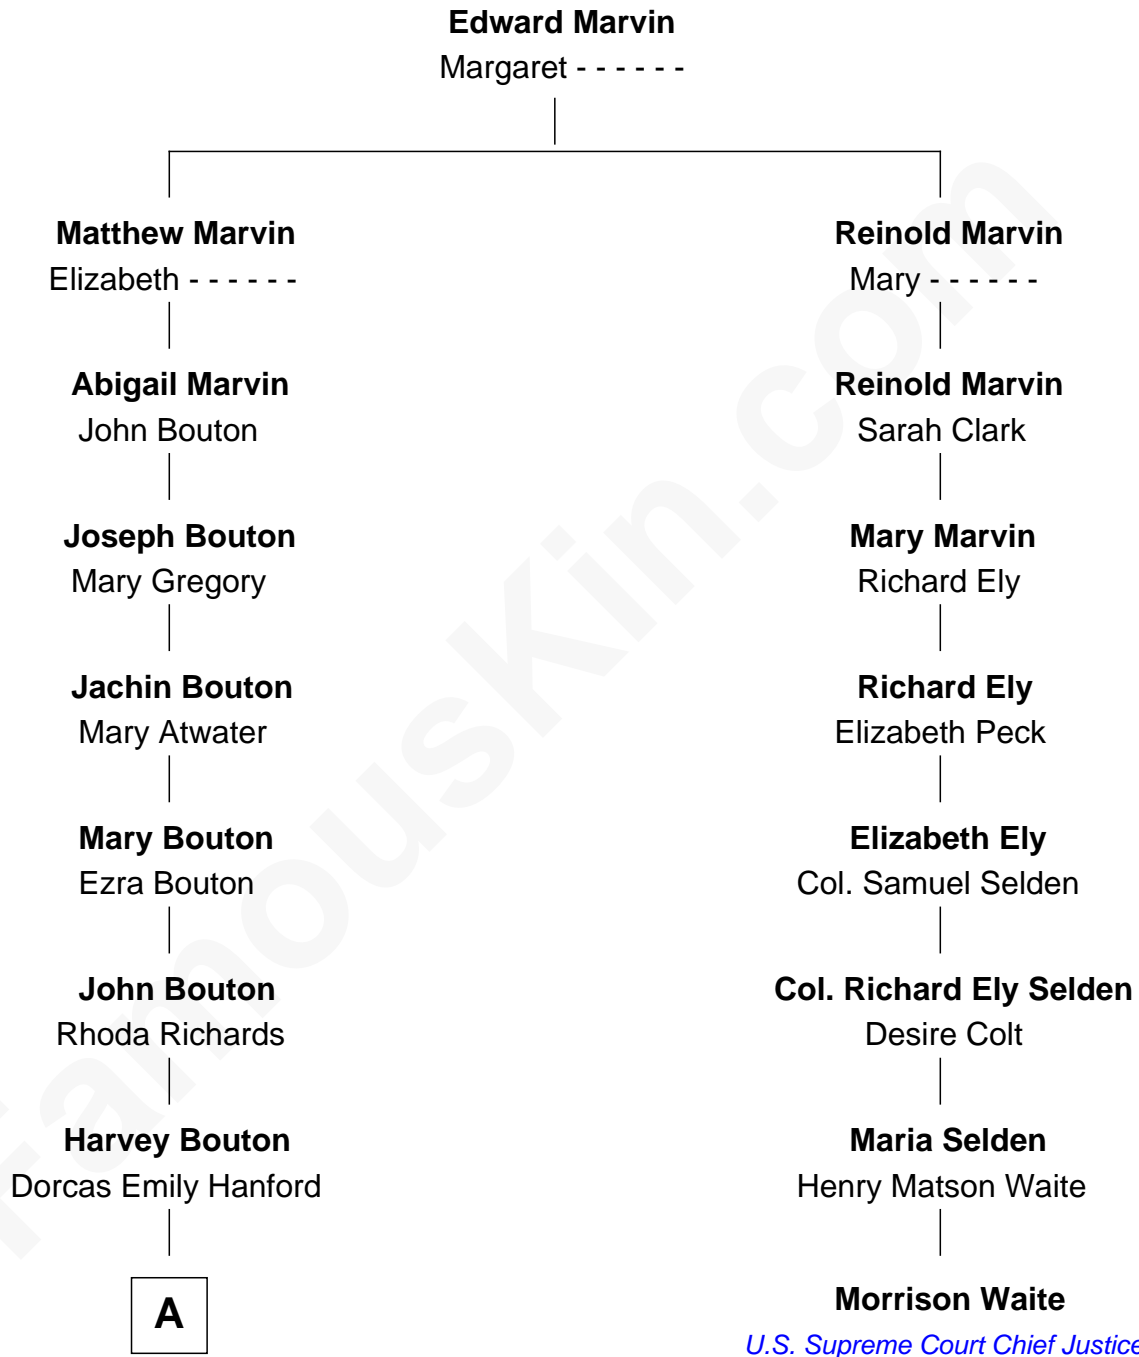 Edward Marvin
Margaret - - - - - -
Matthew Marvin
Elizabeth - - - - - -
Reinold Marvin
Mary - - - - - -
Abigail Marvin
John Bouton
Reinold Marvin
Sarah Clark
Joseph Bouton
Mary Gregory
Mary Marvin
Richard Ely
Jachin Bouton
Mary Atwater
Richard Ely
Elizabeth Peck
Mary Bouton
Ezra Bouton
Elizabeth Ely
Col. Samuel Selden
John Bouton
Rhoda Richards
Col. Richard Ely Selden
Desire Colt
Harvey Bouton
Dorcas Emily Hanford
Maria Selden
Henry Matson Waite
A
Morrison Waite
U.S. Supreme Court Chief Justice
FamousKin.com